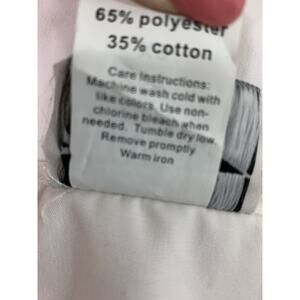 65% polyester
35% cotton
Care Instructions:
Machine wash cold with
like colors. Use non-
chlorine bleach when
needed. Tumble dry low.
Remove promptly
Warm iron